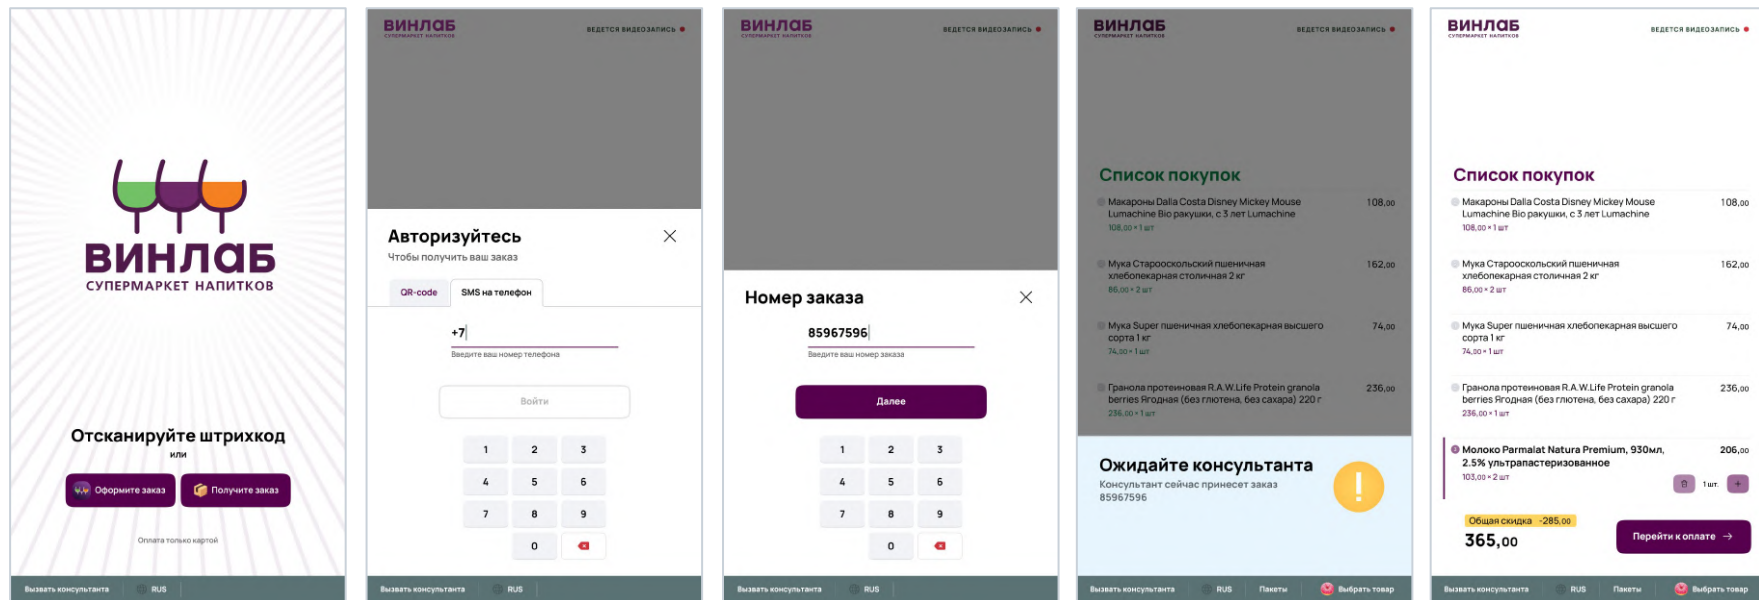 ВИНЛАБ
СУПЕРМАРКЕТ НАПИТКОВ
Отсканируйте штрихкод
или
Оформите заказ
Получите заказ
Оплата только картой
Вызвать консультанта
RUS
ВИНЛАБ
СУПЕРМАРКЕТ НАПИТКОВ
ВЕДЕТСЯ ВИДЕОЗАПИСЬ
Авторизуйтесь
Чтобы получить ваш заказ
QR-code
SMS на телефон
+7
Введите ваш номер телефона
Войти
1 2 3
4 5 6
7 8 9
0
Вызвать консультанта
RUS
ВИНЛАБ
СУПЕРМАРКЕТ НАПИТКОВ
ВЕДЕТСЯ ВИДЕОЗАПИСЬ
Номер заказа
85967596
Введите ваш номер заказа
Далее
1 2 3
4 5 6
7 8 9
0
Вызвать консультанта
RUS
ВИНЛАБ
СУПЕРМАРКЕТ НАПИТКОВ
ВЕДЕТСЯ ВИДЕОЗАПИСЬ
Список покупок
Макароны Dalla Costa Disney Mickey Mouse 108,00
Lumachine Bio ракушки, с 3 лет Lumachine
108,00 × 1 шт
Мука Старооскольский пшеничная 162,00
хлебопекарная столичная 2 кг
86,00 × 2 шт
Мука Super пшеничная хлебопекарная высшего 74,00
сорта 1 кг
74,00 × 1 шт
Гранола протеиновая R.A.W.Life Protein granola 236,00
berries Ягодная (без глютена, без сахара) 220 г
236,00 × 1 шт
Ожидайте консультанта
Консультант сейчас принесет заказ
85967596
!
Вызвать консультанта
RUS
Пакеты
Выбрать товар
ВИНЛАБ
СУПЕРМАРКЕТ НАПИТКОВ
ВЕДЕТСЯ ВИДЕОЗАПИСЬ
Список покупок
Макароны Dalla Costa Disney Mickey Mouse 108,00
Lumachine Bio ракушки, с 3 лет Lumachine
108,00 × 1 шт
Мука Старооскольский пшеничная 162,00
хлебопекарная столичная 2 кг
86,00 × 2 шт
Мука Super пшеничная хлебопекарная высшего 74,00
сорта 1 кг
74,00 × 1 шт
Гранола протеиновая R.A.W.Life Protein granola 236,00
berries Ягодная (без глютена, без сахара) 220 г
236,00 × 1 шт
Молоко Parmalat Natura Premium, 930мл, 206,00
2.5% ультрапастеризованное
103,00 × 2 шт
1 шт. +
Общая скидка -285,00
365,00
Перейти к оплате →
Вызвать консультанта
RUS
Пакеты
Выбрать товар